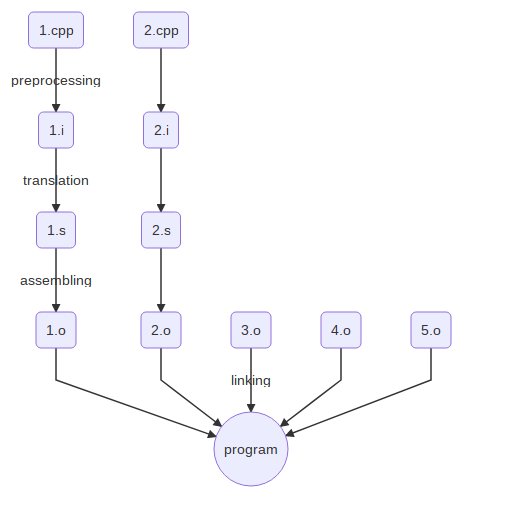 1.cpp
2.cpp
preprocessing
1.i
2.i
translation
1.s
2.s
assembling
1.o
2.o
3.o
4.o
5.o
linking
program